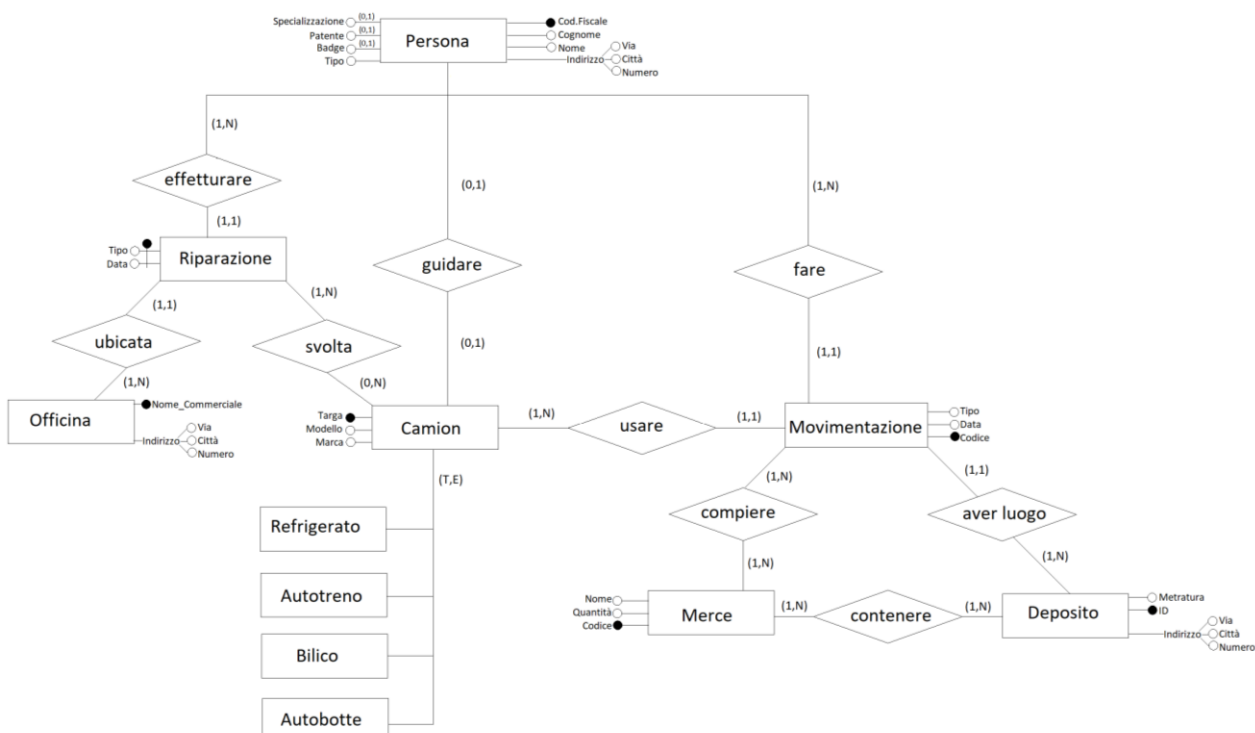 Specializzazione (0,1)
Patente (0,1)
Badge (0,1)
Tipo
Persona
Cod.Fiscale
Cognome
Nome
Indirizzo
Via
Città
Numero
(1,N)
(0,1)
(1,N)
effetturare
guidare
fare
(1,1)
(0,1)
(1,1)
Tipo
Data
Riparazione
(1,1)
(1,N)
ubicata
svolta
(1,N)
(0,N)
Officina
Nome_Commerciale
Indirizzo
Via
Città
Numero
Targa
Modello
Marca
Camion
(1,N)
usare
(1,1)
Movimentazione
Tipo
Data
Codice
(T,E)
(1,N)
(1,1)
compiere
aver luogo
(1,N)
(1,N)
Refrigerato
Autotreno
Bilico
Autobotte
Nome
Quantità
Codice
Merce
(1,N)
contenere
(1,N)
Deposito
Metratura
ID
Indirizzo
Via
Città
Numero